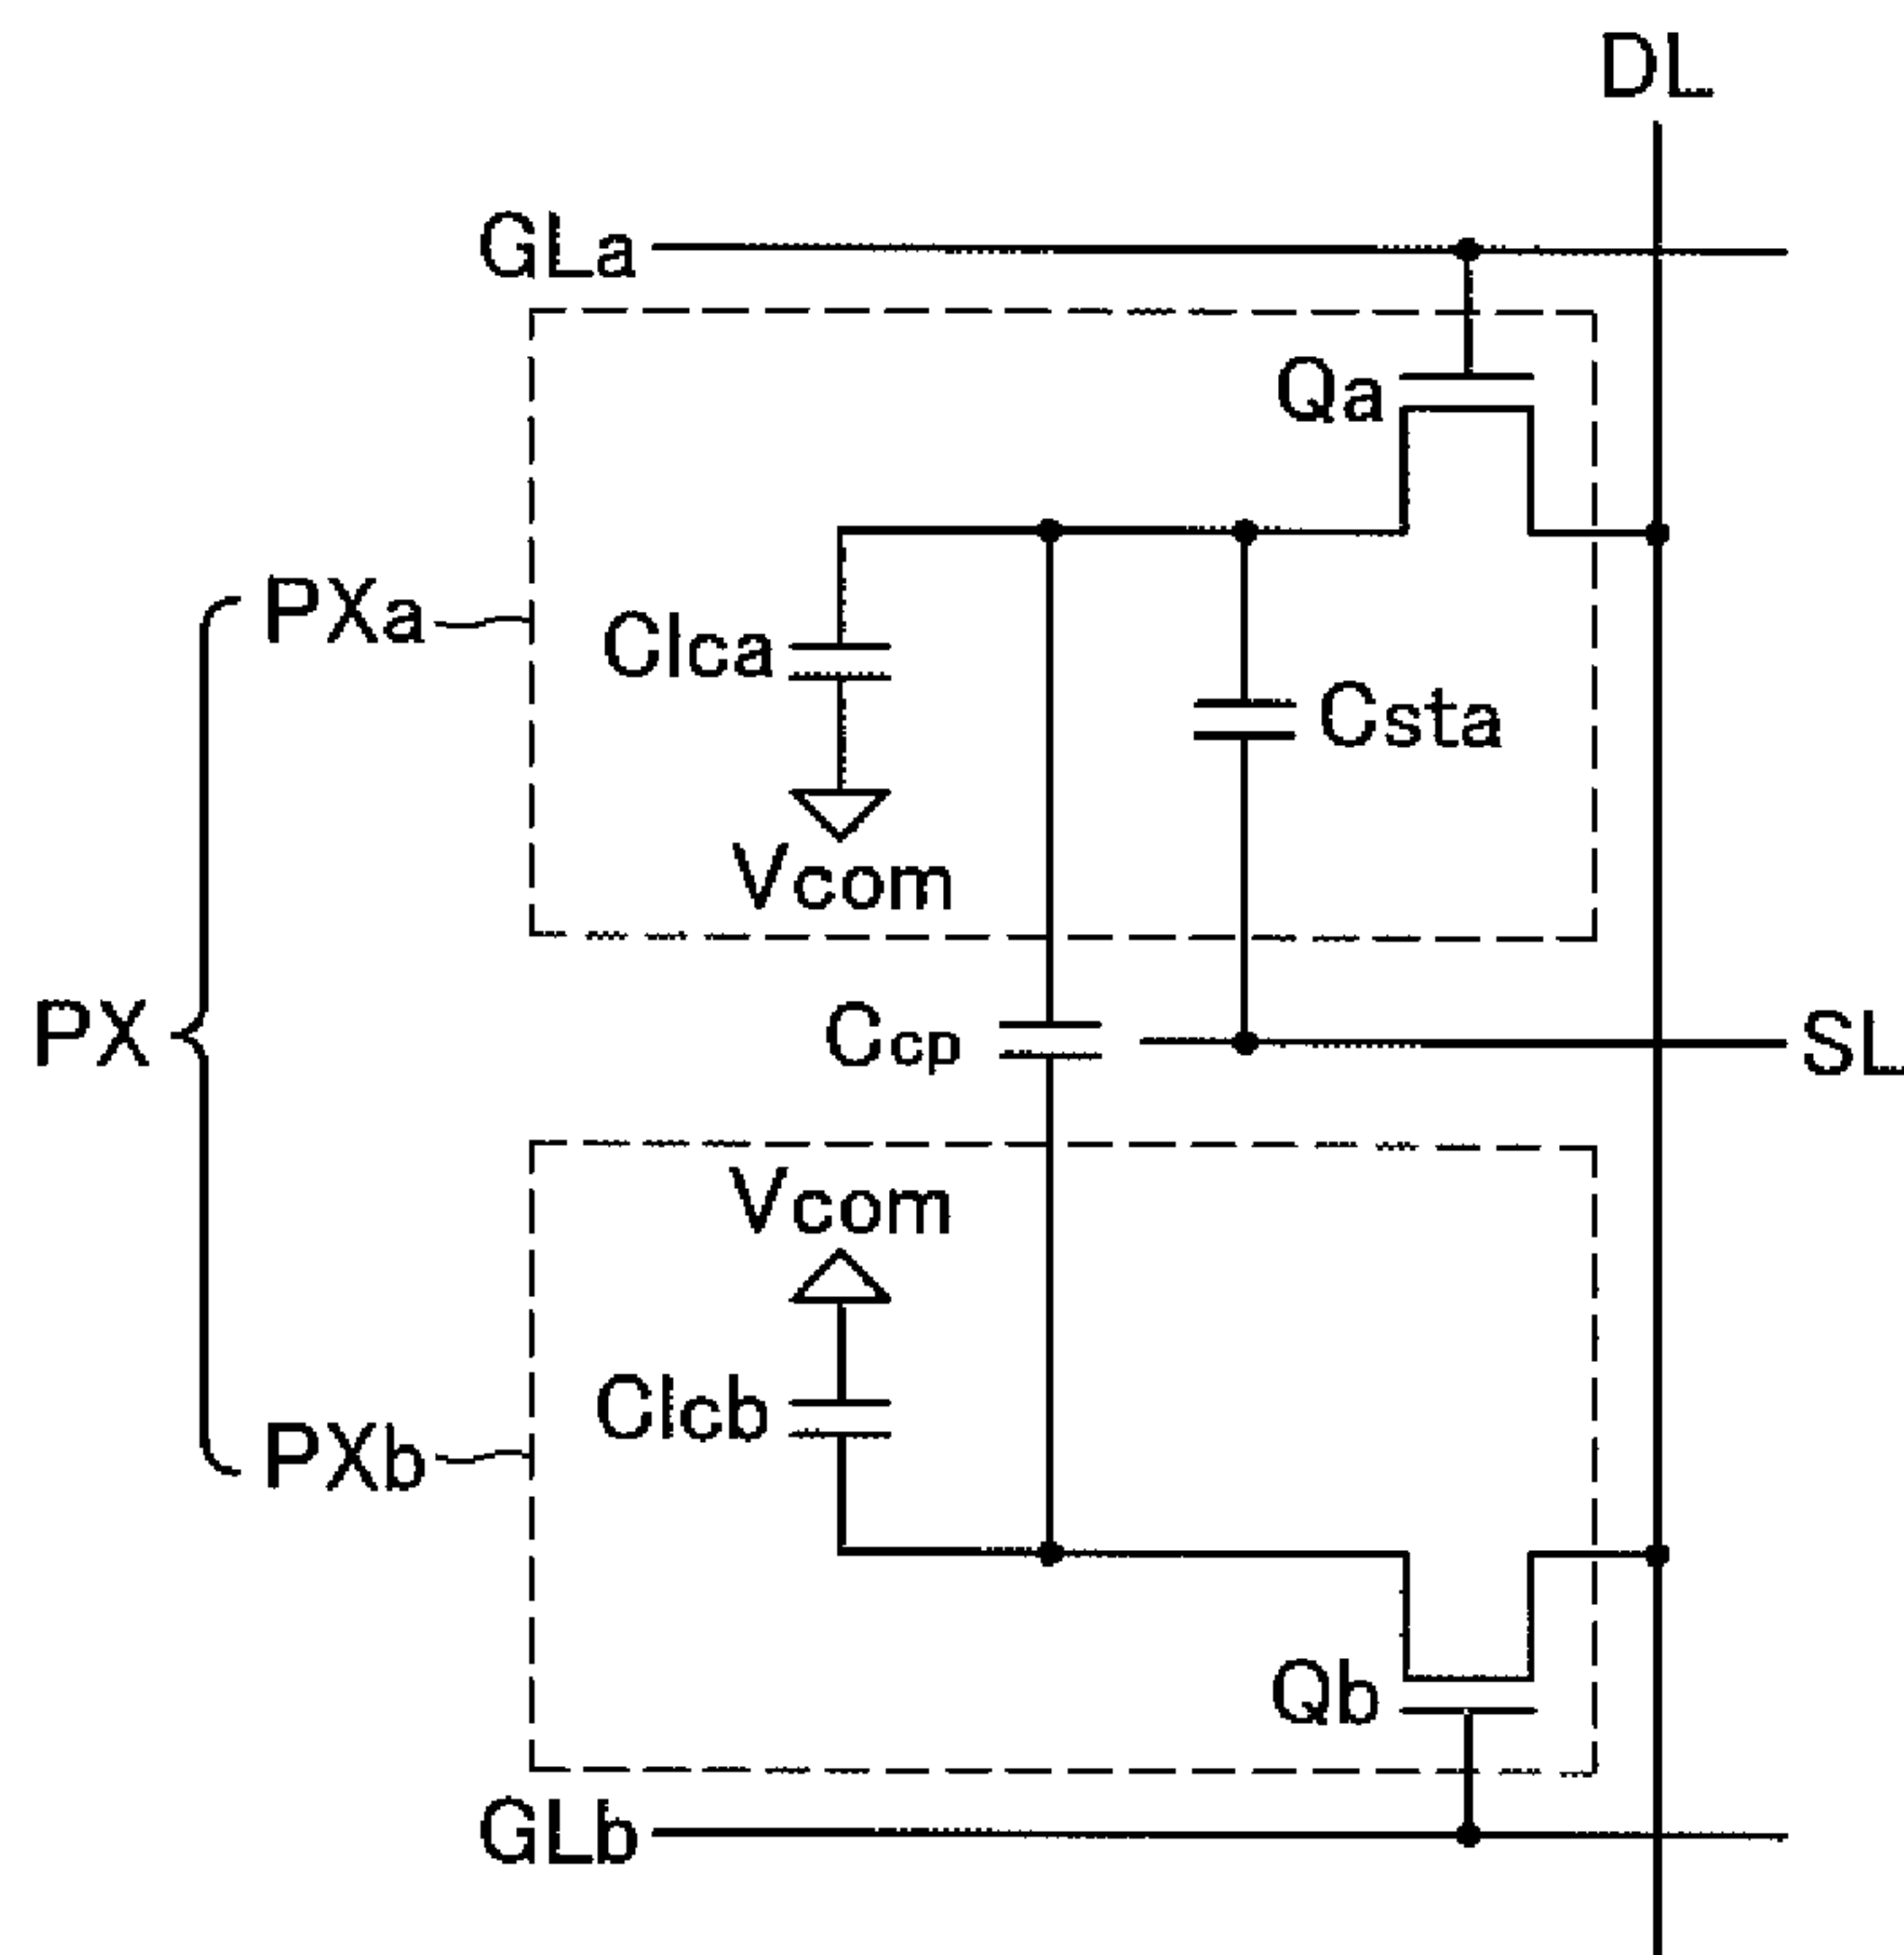 DL
GLa
Qa
PXa
Clca
Csta
Vcom
PX
Ccp
SL
Vcom
Clcb
PXb
Qb
GLb